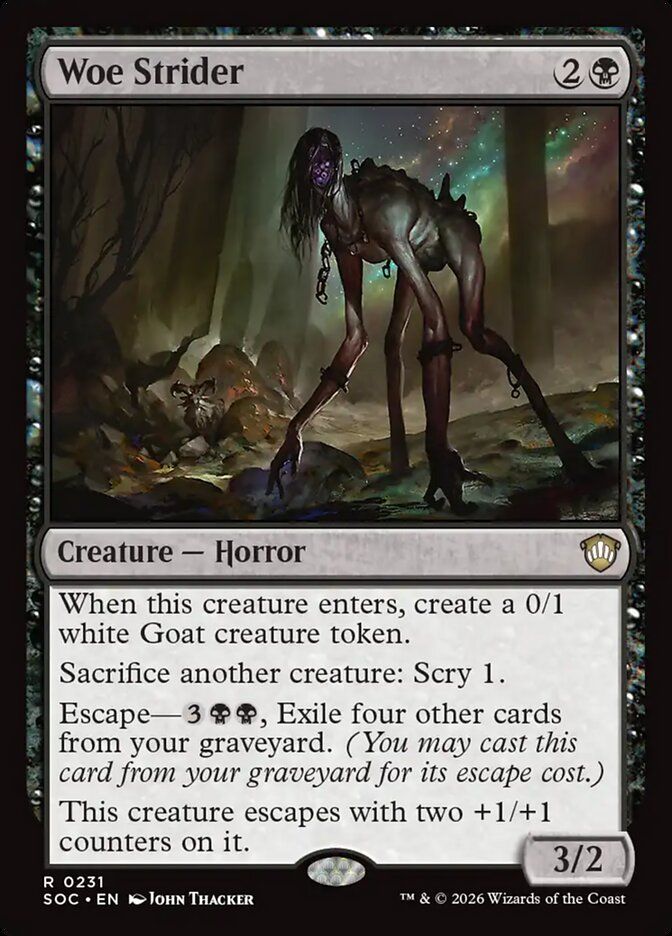 Woe Strider 2
Creature — Horror
When this creature enters, create a 0/1
white Goat creature token.
Sacrifice another creature: Scry 1.
Escape—3, Exile four other cards
from your graveyard. (You may cast this
card from your graveyard for its escape cost.)
This creature escapes with two +1/+1
counters on it.
3/2
R 0231
SOC • EN JOHN THACKER
™ & © 2026 Wizards of the Coast